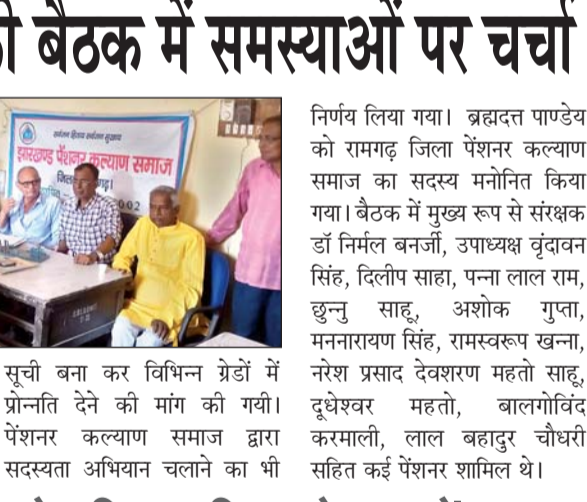 की बैठक में समस्याओं पर चर्चा
झारखण्ड पेंशनर कल्याण समाज
सूची बना कर विभिन्न ग्रेडों में
प्रोन्नति देने की मांग की गयी।
पेंशनर कल्याण समाज द्वारा
सदस्यता अभियान चलाने का भी
निर्णय लिया गया। ब्रह्मदत्त पाण्डेय
को रामगढ़ जिला पेंशनर कल्याण
समाज का सदस्य मनोनित किया
गया। बैठक में मुख्य रूप से संरक्षक
डॉ निर्मल बनर्जी, उपाध्यक्ष वृंदावन
सिंह, दिलीप साहा, पन्ना लाल राम,
छुन्नु साहू, अशोक गुप्ता,
मननारायण सिंह, रामस्वरूप खन्ना,
नरेश प्रसाद देवशरण महतो साहू,
दूधेश्वर महतो, बालगोविंद
करमाली, लाल बहादुर चौधरी
सहित कई पेंशनर शामिल थे।